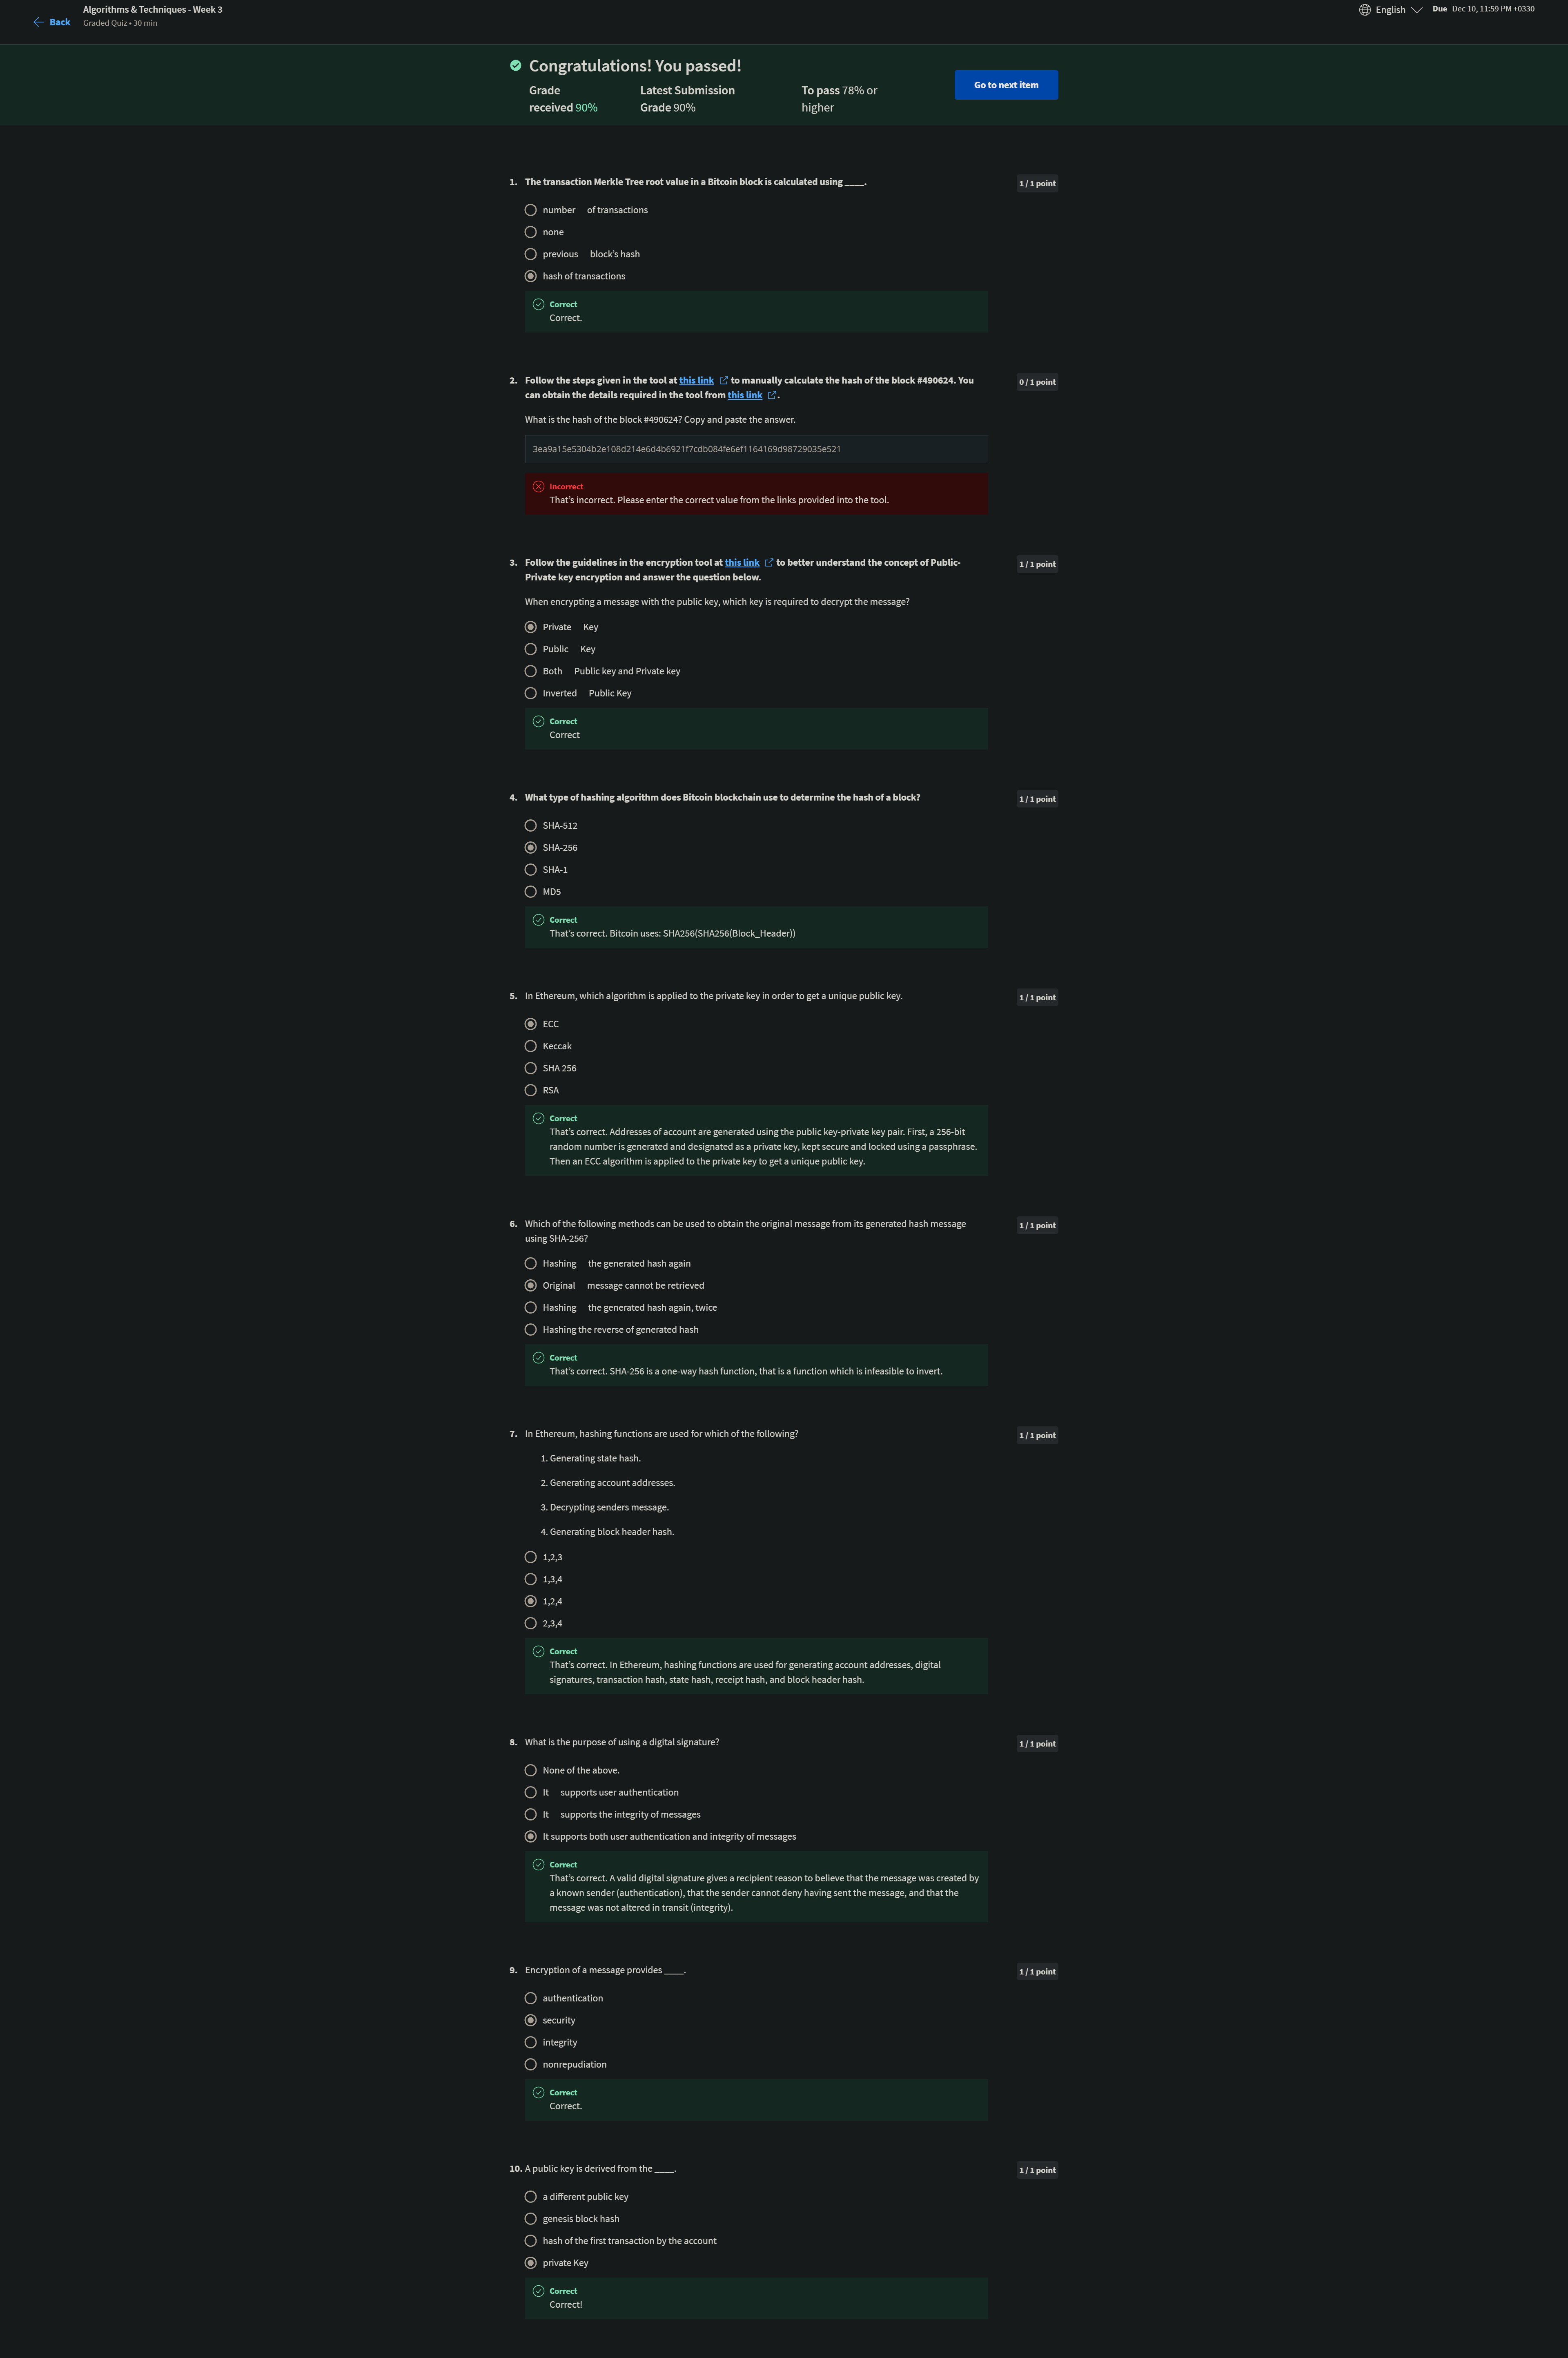 Back
Algorithms & Techniques - Week 3
Graded Quiz • 30 min
English
Due Dec 10, 11:59 PM +0330
Congratulations! You passed!
Grade received 90%
Latest Submission Grade 90%
To pass 78% or higher
Go to next item
1. The transaction Merkle Tree root value in a Bitcoin block is calculated using ____.
1 / 1 point
number of transactions
none
previous block's hash
hash of transactions
Correct
Correct.
2. Follow the steps given in the tool at this link to manually calculate the hash of the block #490624. You
can obtain the details required in the tool from this link.
0 / 1 point
What is the hash of the block #490624? Copy and paste the answer.
3ea9a15e5304b2e108d214e6d4b6921f7cdb084fe6ef1164169d98729035e521
Incorrect
That's incorrect. Please enter the correct value from the links provided into the tool.
3. Follow the guidelines in the encryption tool at this link to better understand the concept of Public-
Private key encryption and answer the question below.
1 / 1 point
When encrypting a message with the public key, which key is required to decrypt the message?
Private Key
Public Key
Both Public key and Private key
Inverted Public Key
Correct
Correct
4. What type of hashing algorithm does Bitcoin blockchain use to determine the hash of a block?
1 / 1 point
SHA-512
SHA-256
SHA-1
MD5
Correct
That's correct. Bitcoin uses: SHA256(SHA256(Block_Header))
5. In Ethereum, which algorithm is applied to the private key in order to get a unique public key.
1 / 1 point
ECC
Keccak
SHA 256
RSA
Correct
That's correct. Addresses of account are generated using the public key-private key pair. First, a 256-bit
random number is generated and designated as a private key, kept secure and locked using a passphrase.
Then an ECC algorithm is applied to the private key to get a unique public key.
6. Which of the following methods can be used to obtain the original message from its generated hash message
using SHA-256?
1 / 1 point
Hashing the generated hash again
Original message cannot be retrieved
Hashing the generated hash again, twice
Hashing the reverse of generated hash
Correct
That's correct. SHA-256 is a one-way hash function, that is a function which is infeasible to invert.
7. In Ethereum, hashing functions are used for which of the following?
1 / 1 point
1. Generating state hash.
2. Generating account addresses.
3. Decrypting senders message.
4. Generating block header hash.
1,2,3
1,3,4
1,2,4
2,3,4
Correct
That's correct. In Ethereum, hashing functions are used for generating account addresses, digital
signatures, transaction hash, state hash, receipt hash, and block header hash.
8. What is the purpose of using a digital signature?
1 / 1 point
None of the above.
It supports user authentication
It supports the integrity of messages
It supports both user authentication and integrity of messages
Correct
That's correct. A valid digital signature gives a recipient reason to believe that the message was created by
a known sender (authentication), that the sender cannot deny having sent the message, and that the
message was not altered in transit (integrity).
9. Encryption of a message provides ____.
1 / 1 point
authentication
security
integrity
nonrepudiation
Correct
Correct.
10. A public key is derived from the ____.
1 / 1 point
a different public key
genesis block hash
hash of the first transaction by the account
private Key
Correct
Correct!